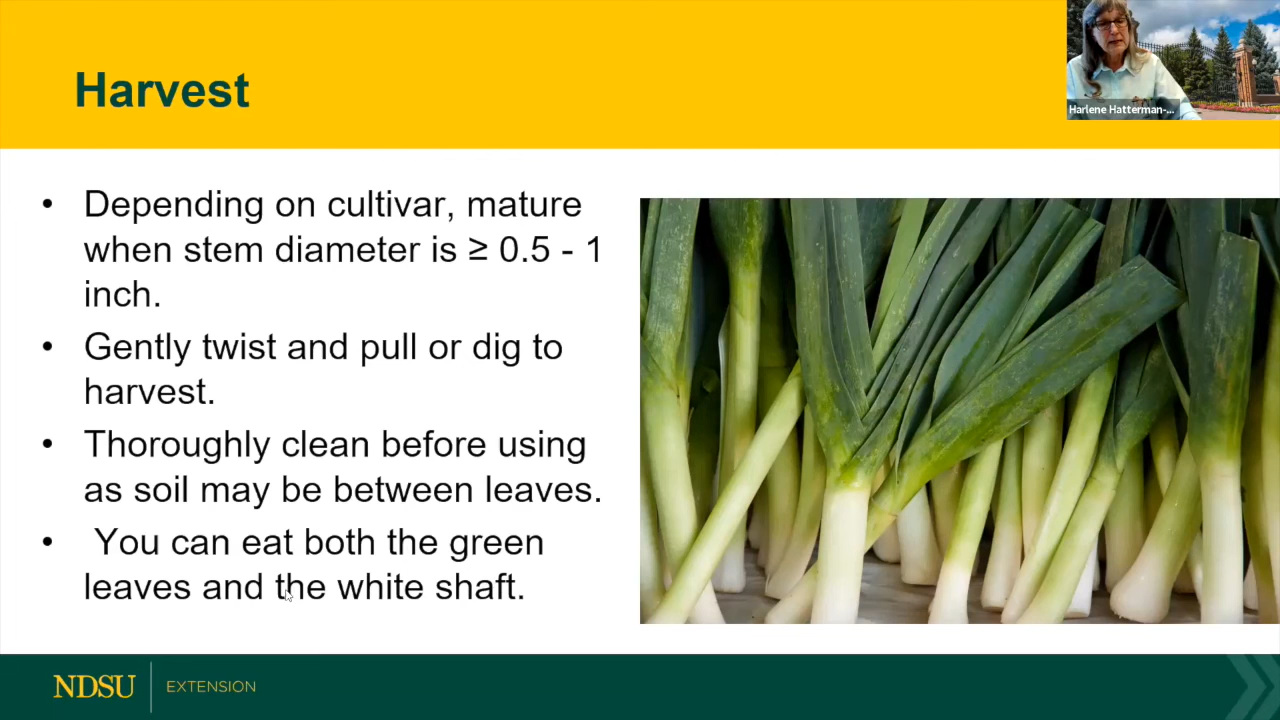 Harvest
Harlene Hatterman-...
• Depending on cultivar, mature
when stem diameter is ≥ 0.5 - 1
inch.
• Gently twist and pull or dig to
harvest.
• Thoroughly clean before using
as soil may be between leaves.
• You can eat both the green
leaves and the white shaft.
NDSU
EXTENSION